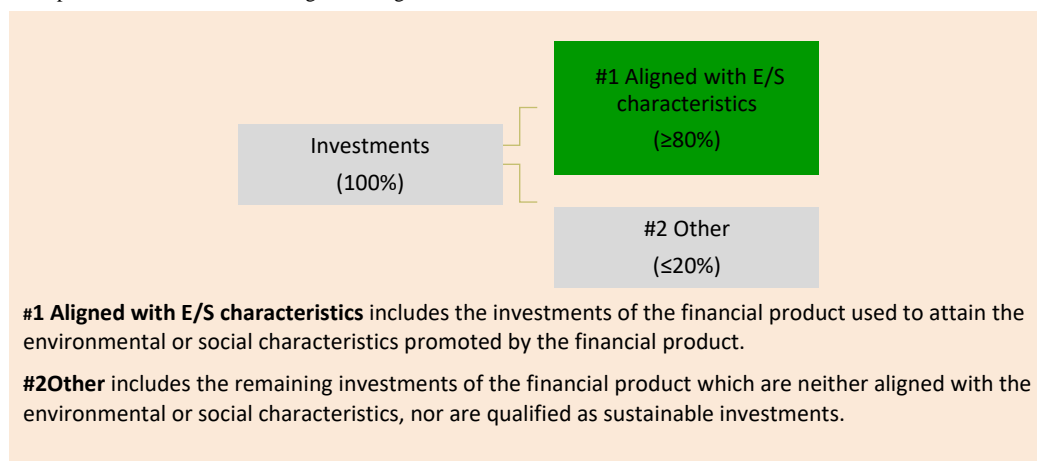 #1 Aligned with E/S
characteristics
(≥80%)
Investments
(100%)
#2 Other
(≤20%)
#1 Aligned with E/S characteristics includes the investments of the financial product used to attain the
environmental or social characteristics promoted by the financial product.
#2Other includes the remaining investments of the financial product which are neither aligned with the
environmental or social characteristics, nor are qualified as sustainable investments.